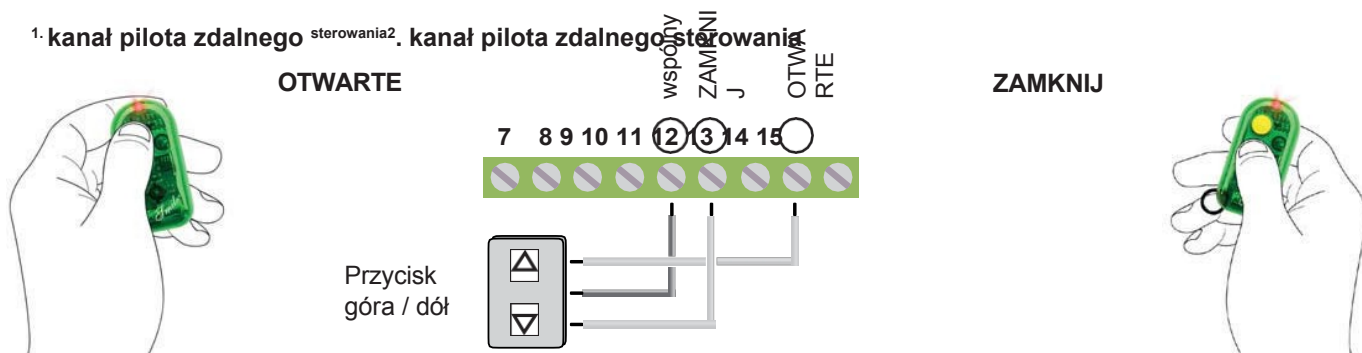 1. kanał pilota zdalnego sterowania2. kanał pilota zdalnego sterowania
OTWARTE
wspólny
ZAMKNI
J
OTWA
RTE
ZAMKNIJ
7 8 9 10 11 12 13 14 15
Przycisk
góra / dół